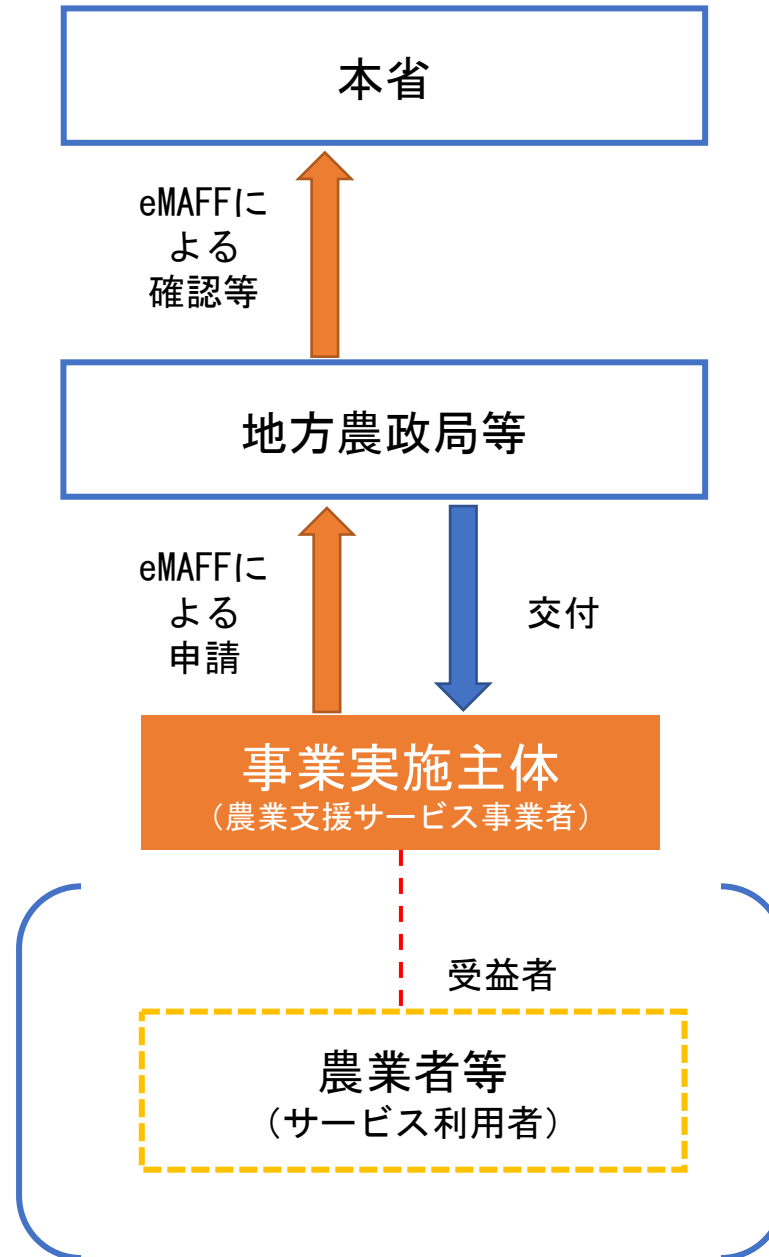 本省
eMAFFに
よる
確認等
地方農政局等
eMAFFに
よる
申請
交付
事業実施主体
（農業支援サービス事業者）
受益者
農業者等
（サービス利用者）